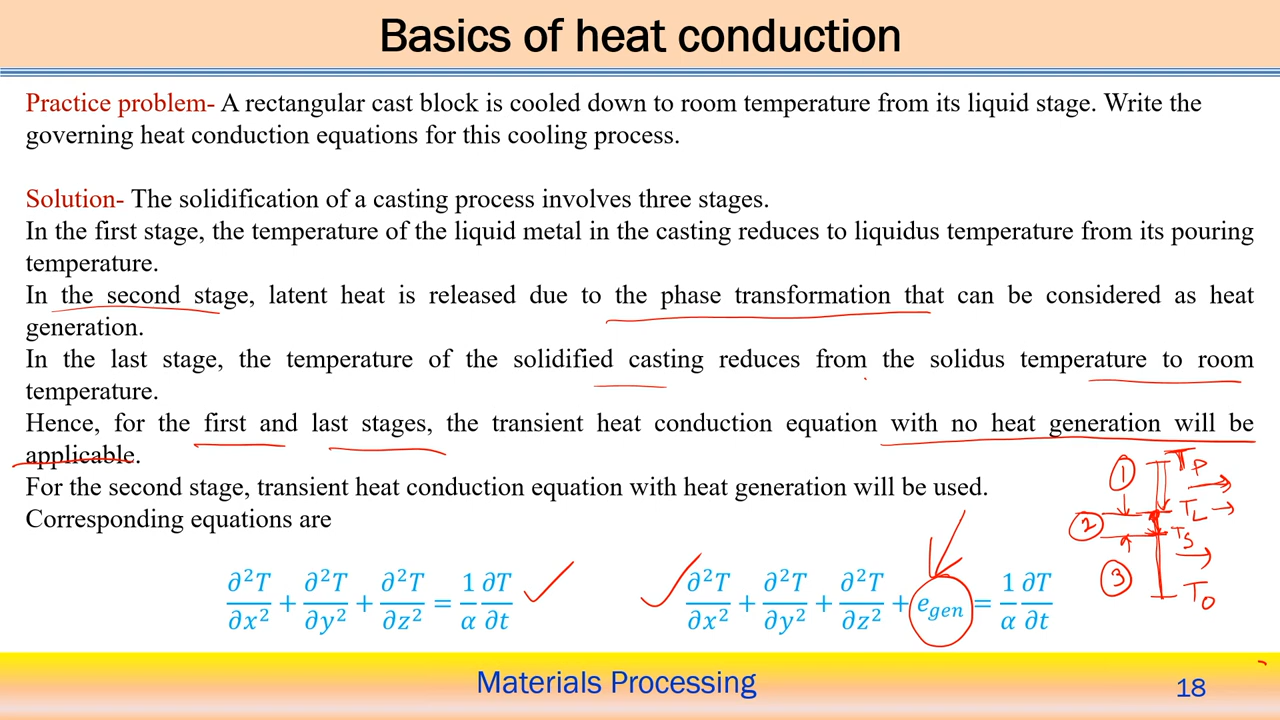 Basics of heat conduction
Practice problem- A rectangular cast block is cooled down to room temperature from its liquid stage. Write the
governing heat conduction equations for this cooling process.
Solution- The solidification of a casting process involves three stages.
In the first stage, the temperature of the liquid metal in the casting reduces to liquidus temperature from its pouring
temperature.
In the second stage, latent heat is released due to the phase transformation that can be considered as heat
generation.
In the last stage, the temperature of the solidified casting reduces from the solidus temperature to room
temperature.
Hence, for the first and last stages, the transient heat conduction equation with no heat generation will be
applicable.
For the second stage, transient heat conduction equation with heat generation will be used.
Corresponding equations are
∂²T/∂x² + ∂²T/∂y² + ∂²T/∂z² = 1/α ∂T/∂t
∂²T/∂x² + ∂²T/∂y² + ∂²T/∂z² + e_gen = 1/α ∂T/∂t
1 TP
TL
2 TS
3 TO
Materials Processing
18